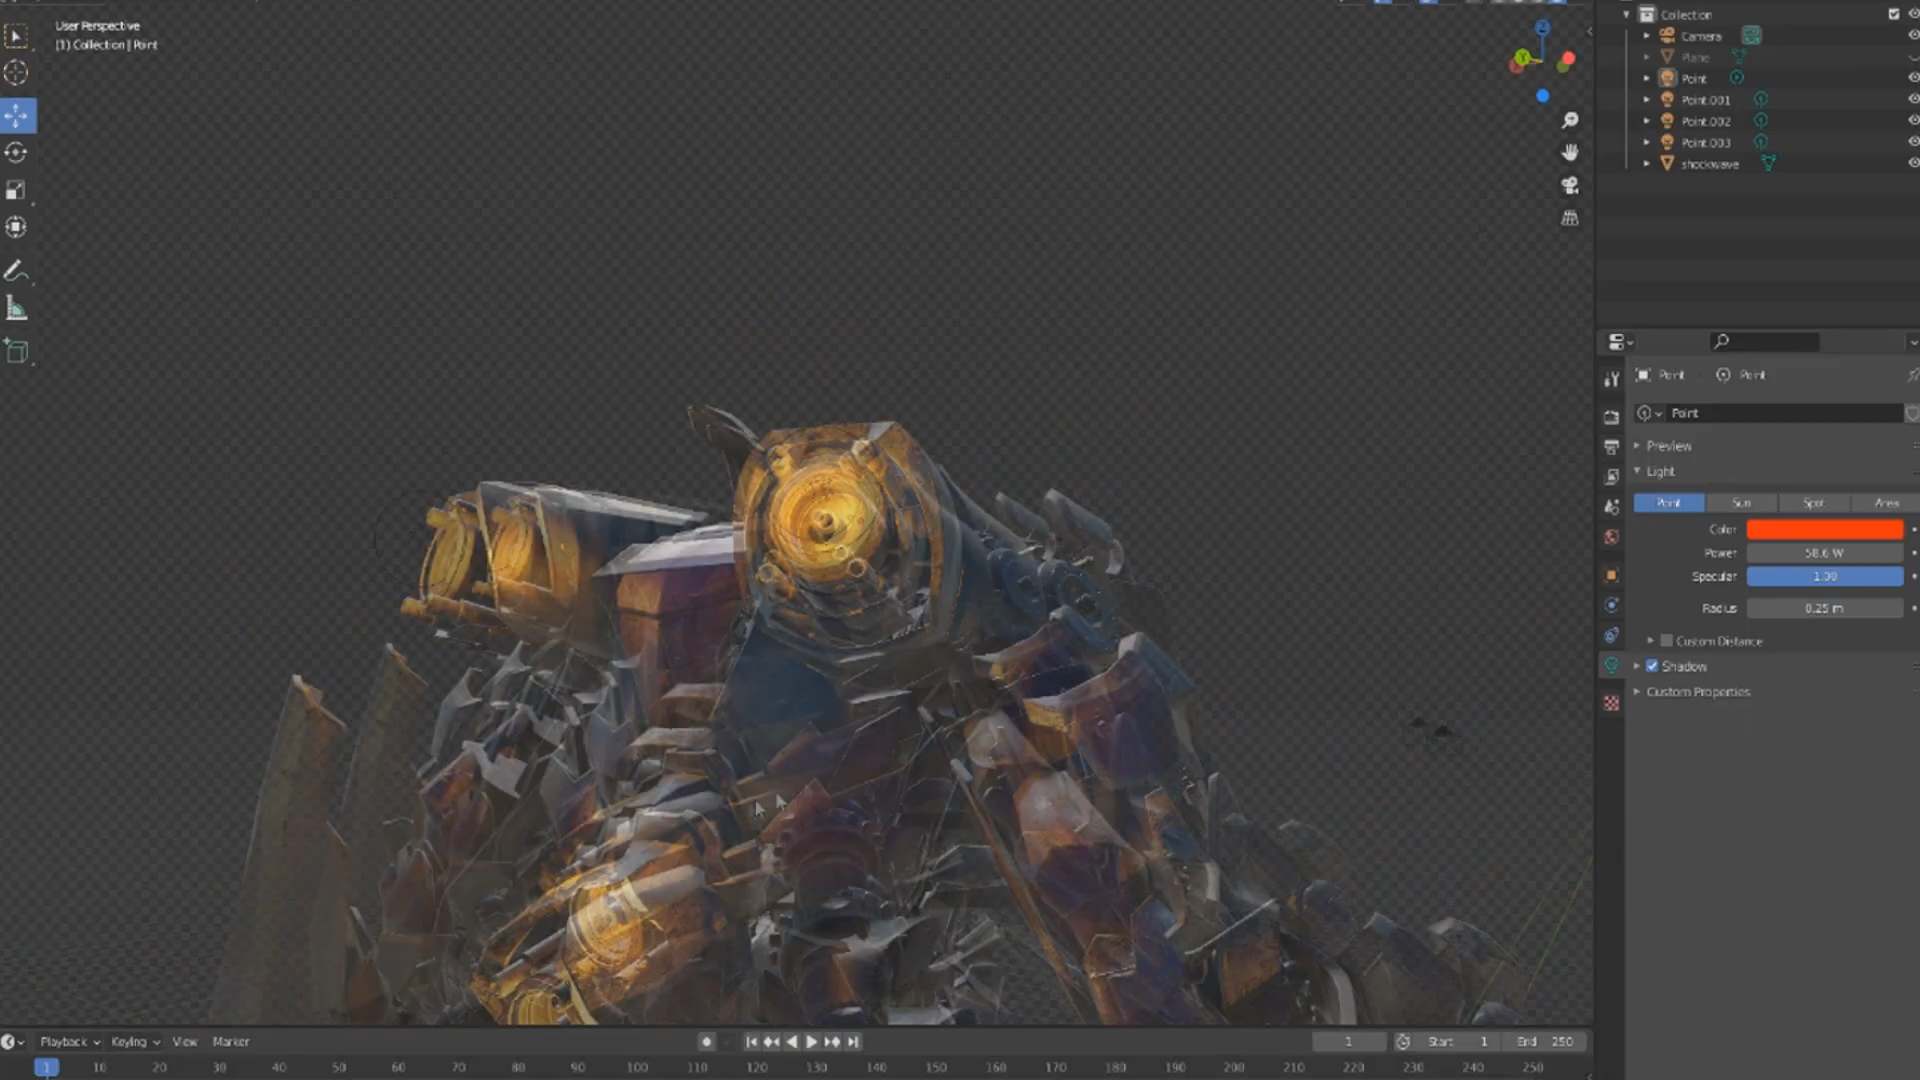 User Perspective
(1) Collection | Point
Collection
Camera
Plane
Point
Point.001
Point.002
Point.003
shockwave
Point
Point
Point
Preview
Light
Point Sun Spot Area
Color
Power 58.6 W
Specular 1.00
Radius 0.25 m
Custom Distance
Shadow
Custom Properties
Playback Keying View Marker 1 Start 1 End 250
1 10 20 30 40 50 60 70 80 90 100 110 120 130 140 150 160 170 180 190 200 210 220 230 240 250